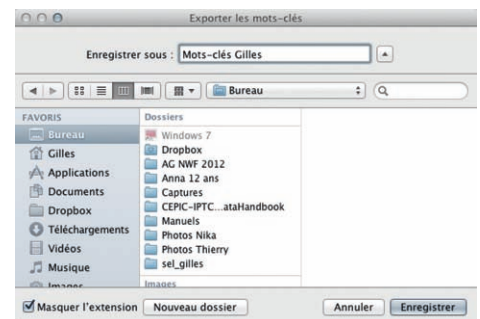 Exporter les mots-clés
Enregistrer sous : Mots-clés Gilles
Bureau
FAVORIS
Bureau
Gilles
Applications
Documents
Dropbox
Téléchargements
Vidéos
Musique
Images
Dossiers
Windows 7
Dropbox
AG NWF 2012
Anna 12 ans
Captures
CEPIC-IPTC...ataHandbook
Manuels
Photos Nika
Photos Thierry
sel_gilles
Images
Masquer l'extension
Nouveau dossier
Annuler
Enregistrer